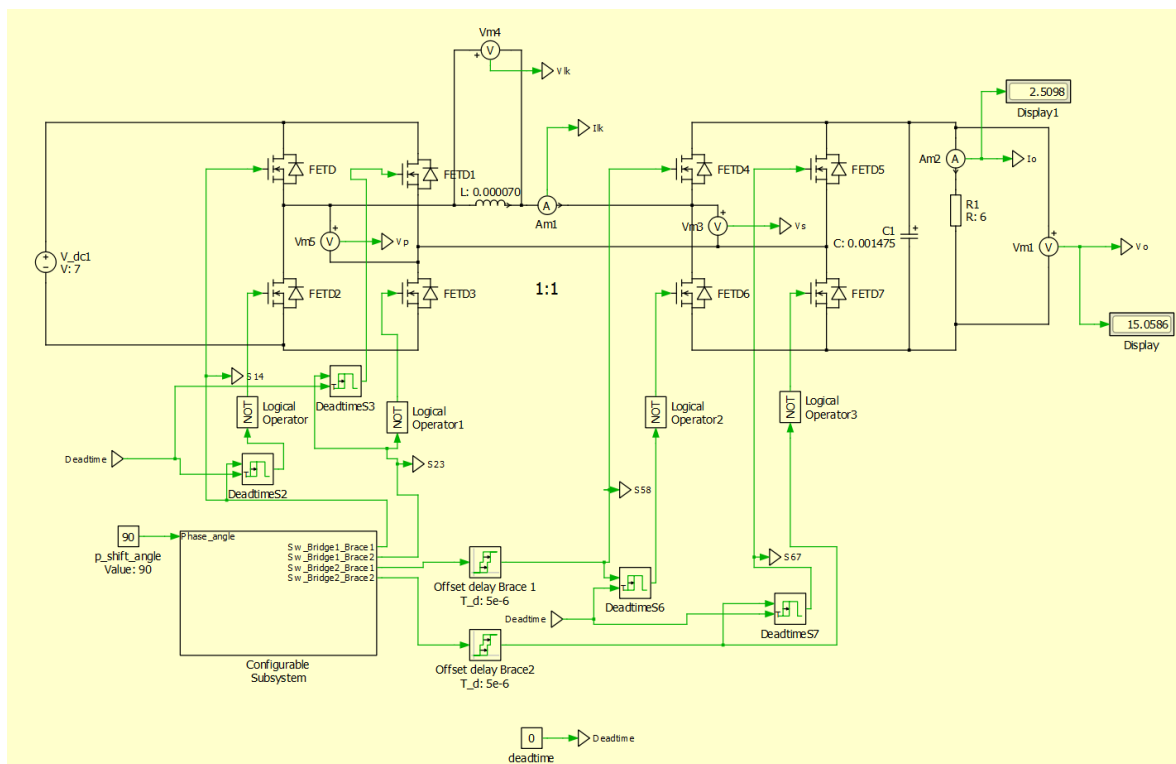 Vm4
V
Vlk
2.5098
Display1
Ilk
FETD
FETD1
L: 0.000070
A
Am1
FETD4
FETD5
Am2
A
Io
R1
R: 6
V_dc1
V: 7
Vm5
V
Vp
Vm3
V
Vs
C1
C: 0.001475
Vm1
V
Vo
FETD2
FETD3
1:1
FETD6
FETD7
15.0586
Display
S14
T
DeadtimeS3
NOT
Logical
Operator
NOT
Logical
Operator1
NOT
Logical
Operator2
NOT
Logical
Operator3
Deadtime
T
DeadtimeS2
S23
S58
90
p_shift_angle
Value: 90
Phase_angle
Sw_Bridge1_Brace1
Sw_Bridge1_Brace2
Sw_Bridge2_Brace1
Sw_Bridge2_Brace2
Configurable
Subsystem
Offset delay Brace 1
T_d: 5e-6
S67
T
DeadtimeS6
Deadtime
T
DeadtimeS7
Offset delay Brace2
T_d: 5e-6
0
deadtime
Deadtime